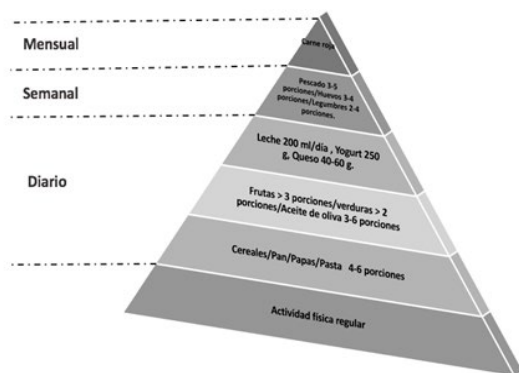 Mensual
Carne roja
Semanal
Pescado 3-5
porciones/Huevos 3-4
porciones/Legumbres 2-4
porciones.
Leche 200 ml/día , Yogurt 250
g, Queso 40-60 g.
Diario
Frutas > 3 porciones/verduras > 2
porciones/Aceite de oliva 3-6 porciones
Cereales/Pan/Papas/Pasta 4-6 porciones
Actividad física regular